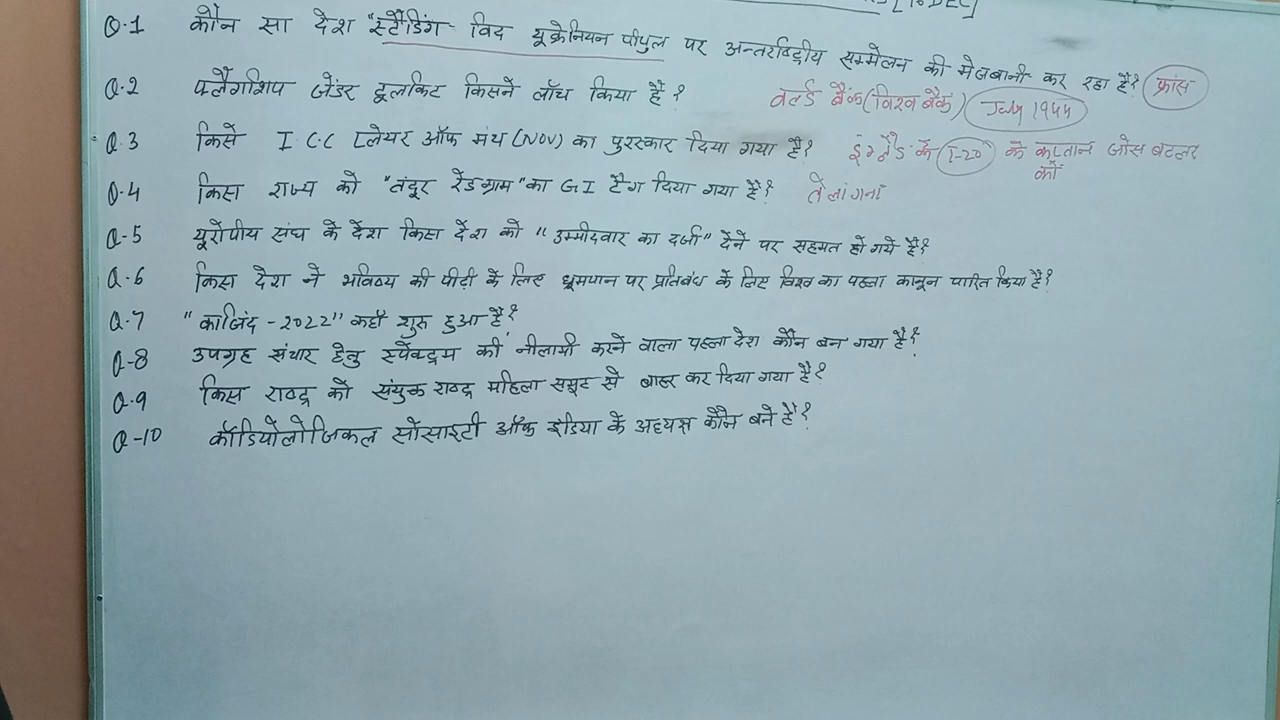 [16 DEC]
Q.1 कौन सा देश "स्टैंडिंग विद यूक्रेनियन पीपुल पर अन्तर्राष्ट्रीय सम्मेलन की मेजबानी कर रहा है? फ्रांस
Q.2 फ्लैगशिप जेंडर टूलकिट किसने लॉंच किया है? वर्ल्ड बैंक (विश्व बैंक) July 1944
Q.3 किसे I.C.C प्लेयर ऑफ मंथ (NOV) का पुरस्कार दिया गया है? इंग्लैंड के T-20 के कप्तान जोस बटलर को
Q.4 किस राज्य को "तंदूर रेडग्राम" का GI टैग दिया गया है? तेलांगना
Q-5 यूरोपीय संघ के देश किस देश को "उम्मीदवार का दर्जा" देने पर सहमत हो गये है?
Q.6 किस देश ने भविष्य की पीढ़ी के लिए धूम्रपान पर प्रतिबंध के लिए विश्व का पहला कानून पारित किया है?
Q.7 "काजिंद-2022" कहाँ शुरु हुआ है?
Q-8 उपग्रह संचार हेतु स्पेक्ट्रम की नीलामी करने वाला पहला देश कौन बन गया है?
Q.9 किस राष्ट्र को संयुक्त राष्ट्र महिला समूह से बाहर कर दिया गया है?
Q-10 कॉडियोलोजिकल सोसाइटी ऑफ इंडिया के अध्यक्ष कौन बने हैं?